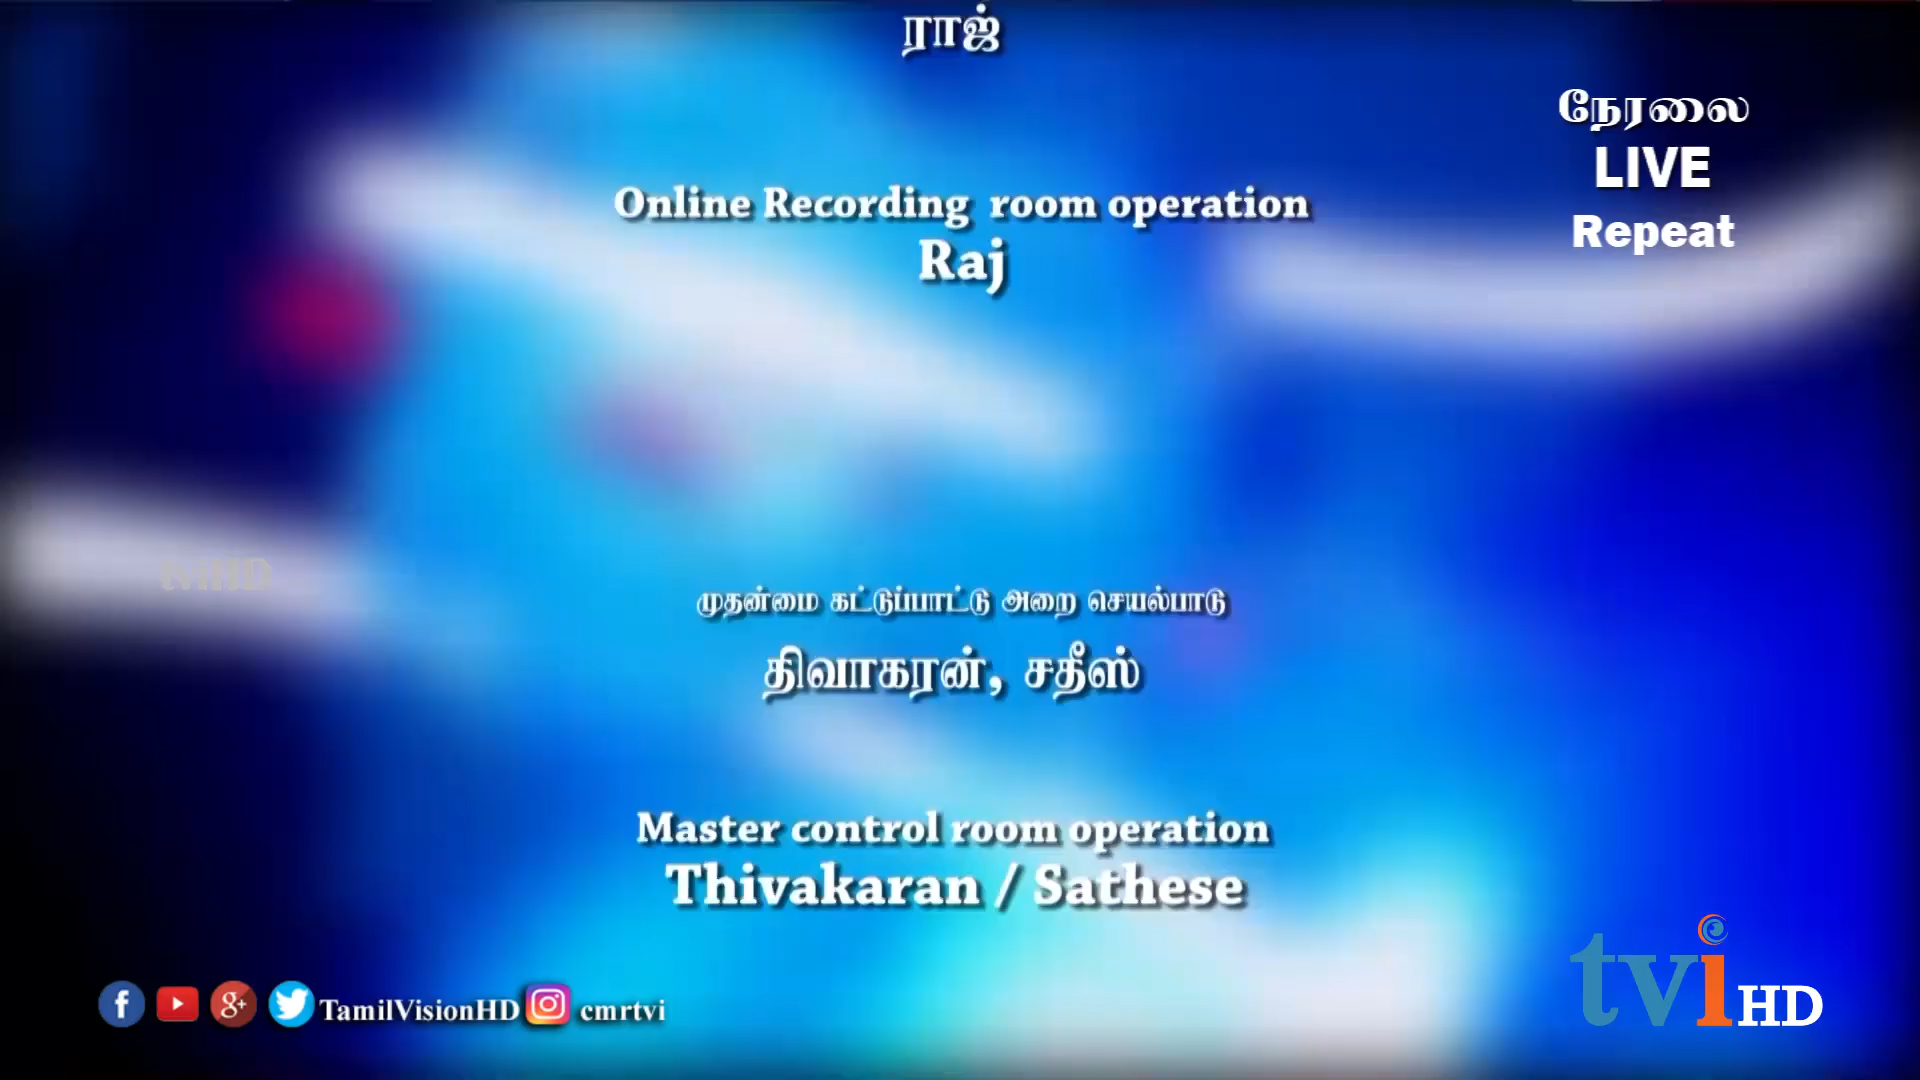 ராஜ்
Online Recording room operation
Raj
நேரலை
LIVE
Repeat
tviHD
முதன்மை கட்டுப்பாட்டு அறை செயல்பாடு
திவாகரன், சதீஸ்
Master control room operation
Thivakaran / Sathese
TamilVisionHD cmrtvi
tvi HD